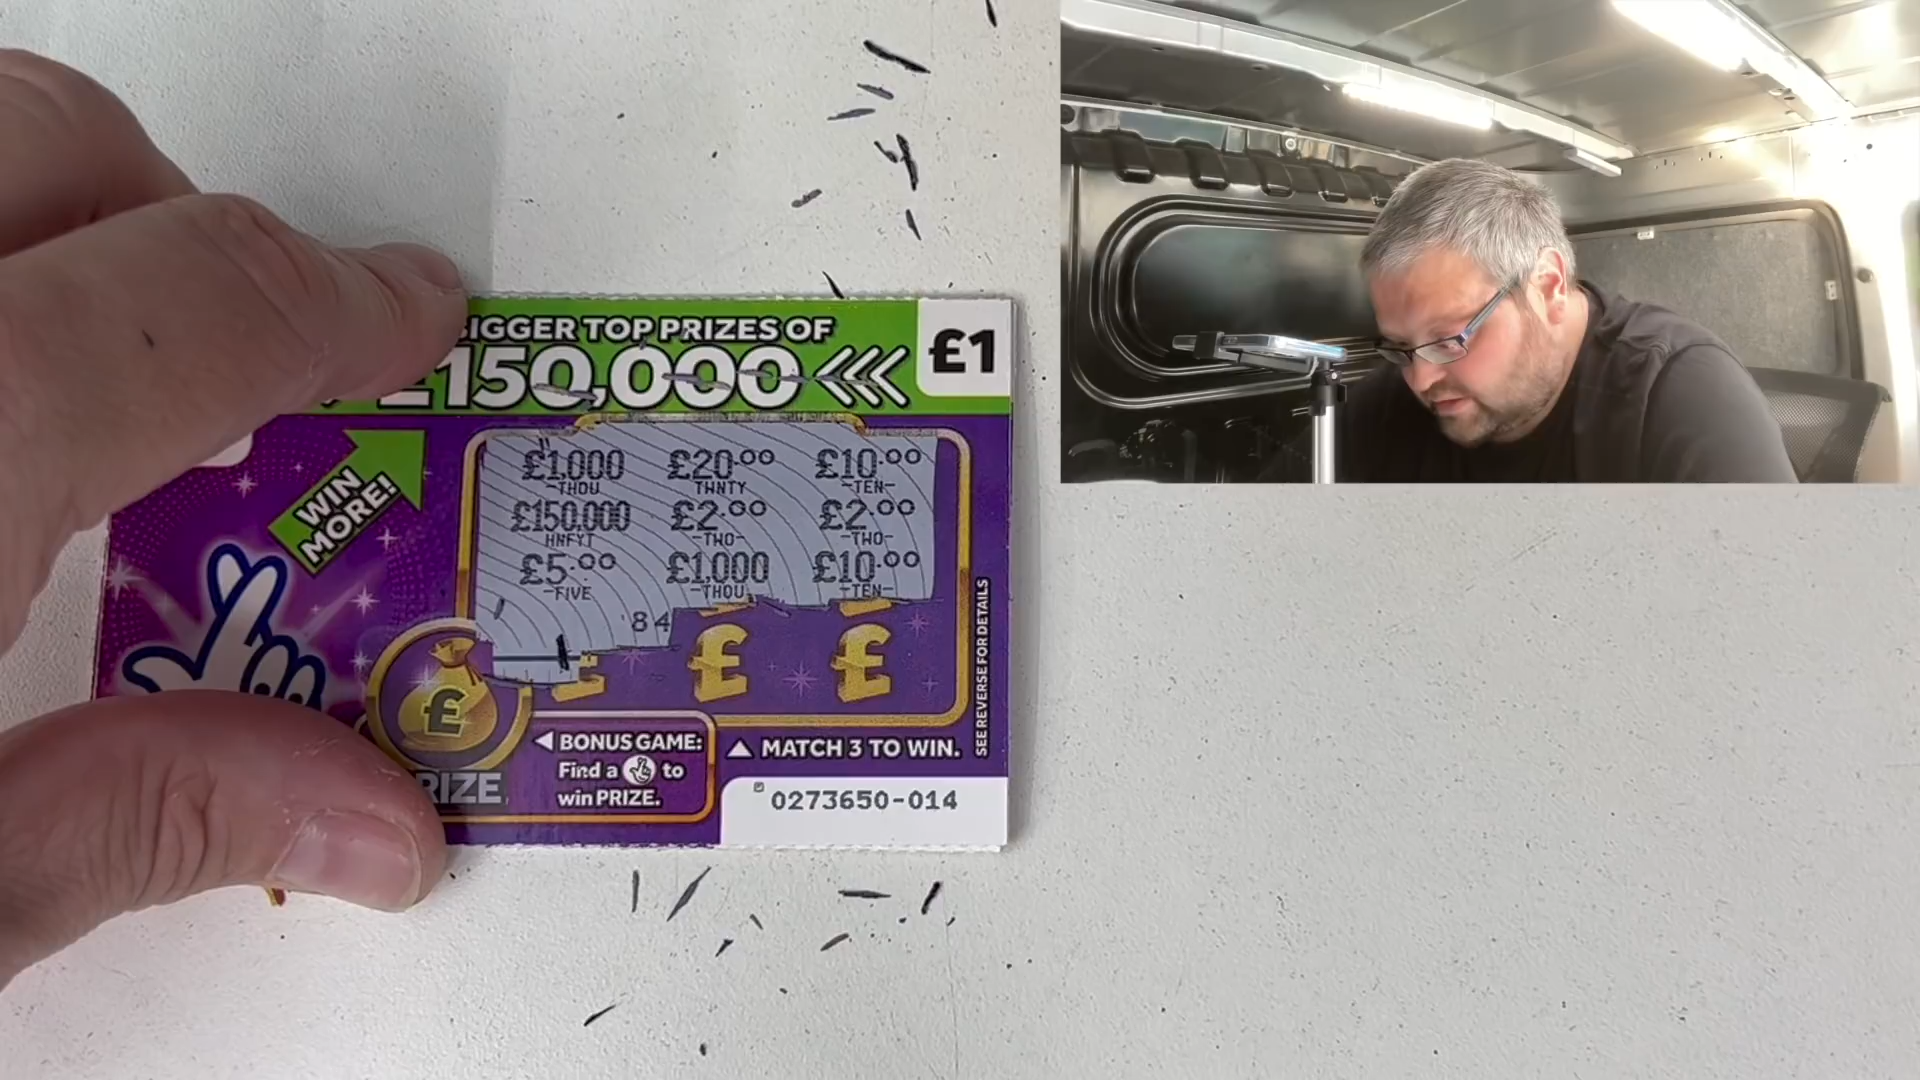 BIGGER TOP PRIZES OF
£150,000
£1
WIN
MORE!
£1,000 £20.00 £10.00
THOU TWNTY -TEN-
£150,000 £2.00 £2.00
HNFYT -TWO- -TWO-
£5.00 £1,000 £10.00
-FIVE -THOU -TEN-
84
£ £ £
PRIZE
BONUS GAME:
Find a to
win PRIZE.
MATCH 3 TO WIN.
SEE REVERSE FOR DETAILS
0273650-014